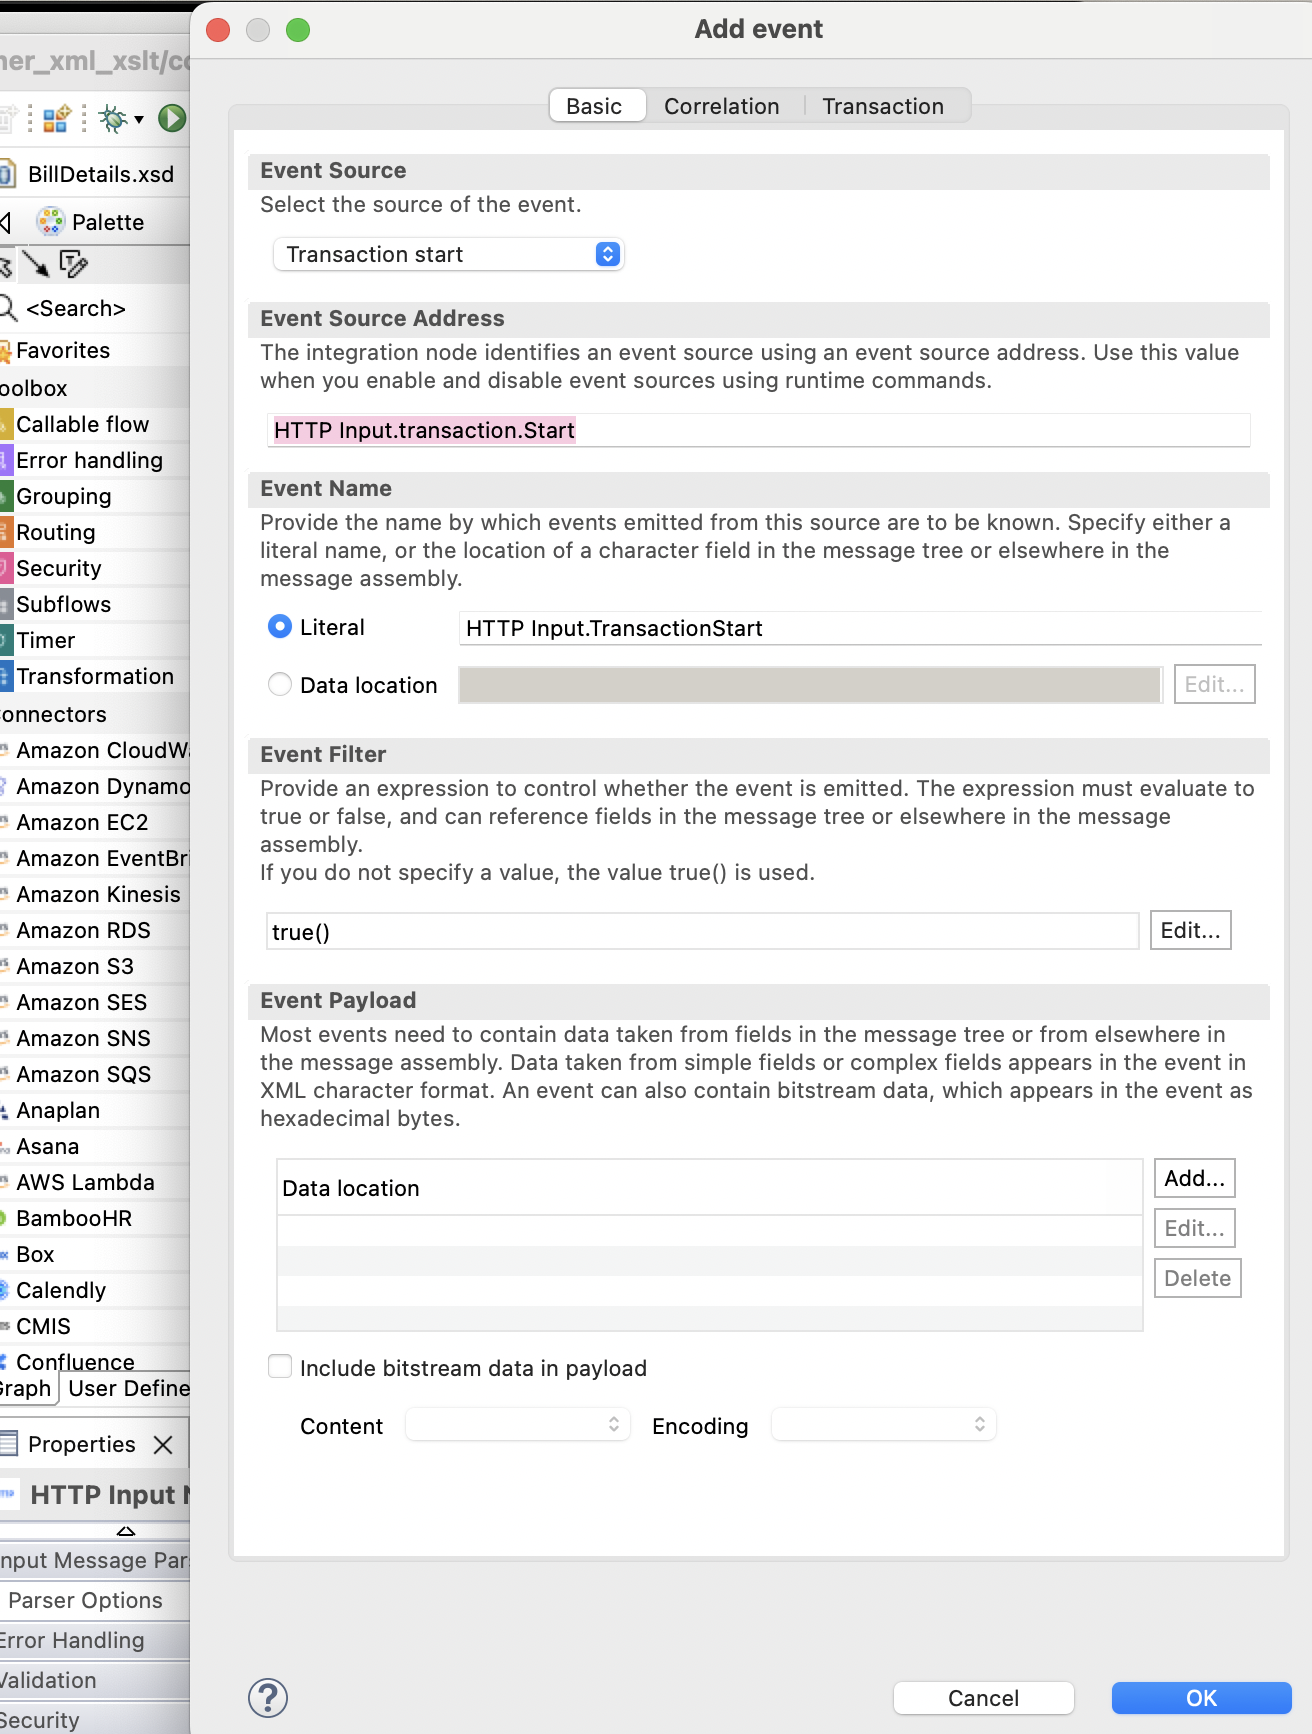 Add event
ner_xml_xslt/co
Basic
Correlation
Transaction
BillDetails.xsd
Palette
<Search>
Favorites
oolbox
Callable flow
Error handling
Grouping
Routing
Security
Subflows
Timer
Transformation
onnectors
Amazon CloudWa
Amazon Dynamo
Amazon EC2
Amazon EventBri
Amazon Kinesis
Amazon RDS
Amazon S3
Amazon SES
Amazon SNS
Amazon SQS
Anaplan
Asana
AWS Lambda
BambooHR
Box
Calendly
CMIS
Confluence
Graph
User Define
Properties
HTTP Input N
nput Message Pars
Parser Options
Error Handling
Validation
Security
Event Source
Select the source of the event.
Transaction start
Event Source Address
The integration node identifies an event source using an event source address. Use this value
when you enable and disable event sources using runtime commands.
HTTP Input.transaction.Start
Event Name
Provide the name by which events emitted from this source are to be known. Specify either a
literal name, or the location of a character field in the message tree or elsewhere in the
message assembly.
Literal
HTTP Input.TransactionStart
Data location
Edit...
Event Filter
Provide an expression to control whether the event is emitted. The expression must evaluate to
true or false, and can reference fields in the message tree or elsewhere in the message
assembly.
If you do not specify a value, the value true() is used.
true()
Edit...
Event Payload
Most events need to contain data taken from fields in the message tree or from elsewhere in
the message assembly. Data taken from simple fields or complex fields appears in the event in
XML character format. An event can also contain bitstream data, which appears in the event as
hexadecimal bytes.
Data location
Add...
Edit...
Delete
Include bitstream data in payload
Content
Encoding
?
Cancel
OK